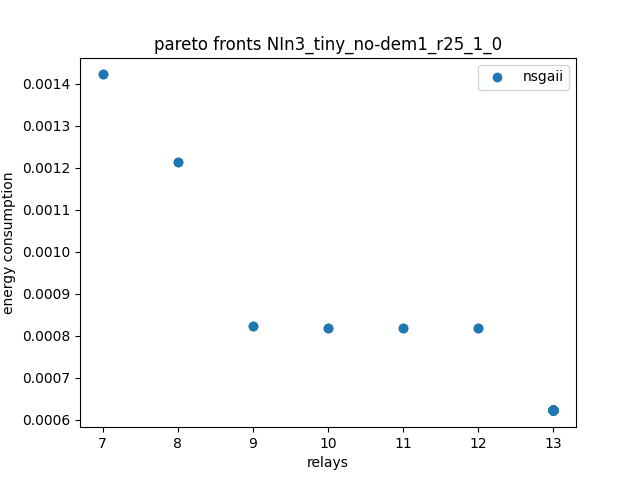 pareto fronts NIn3_tiny_no-dem1_r25_1_0
nsgaii
energy consumption
0.0014
0.0013
0.0012
0.0011
0.0010
0.0009
0.0008
0.0007
0.0006
7 8 9 10 11 12 13
relays